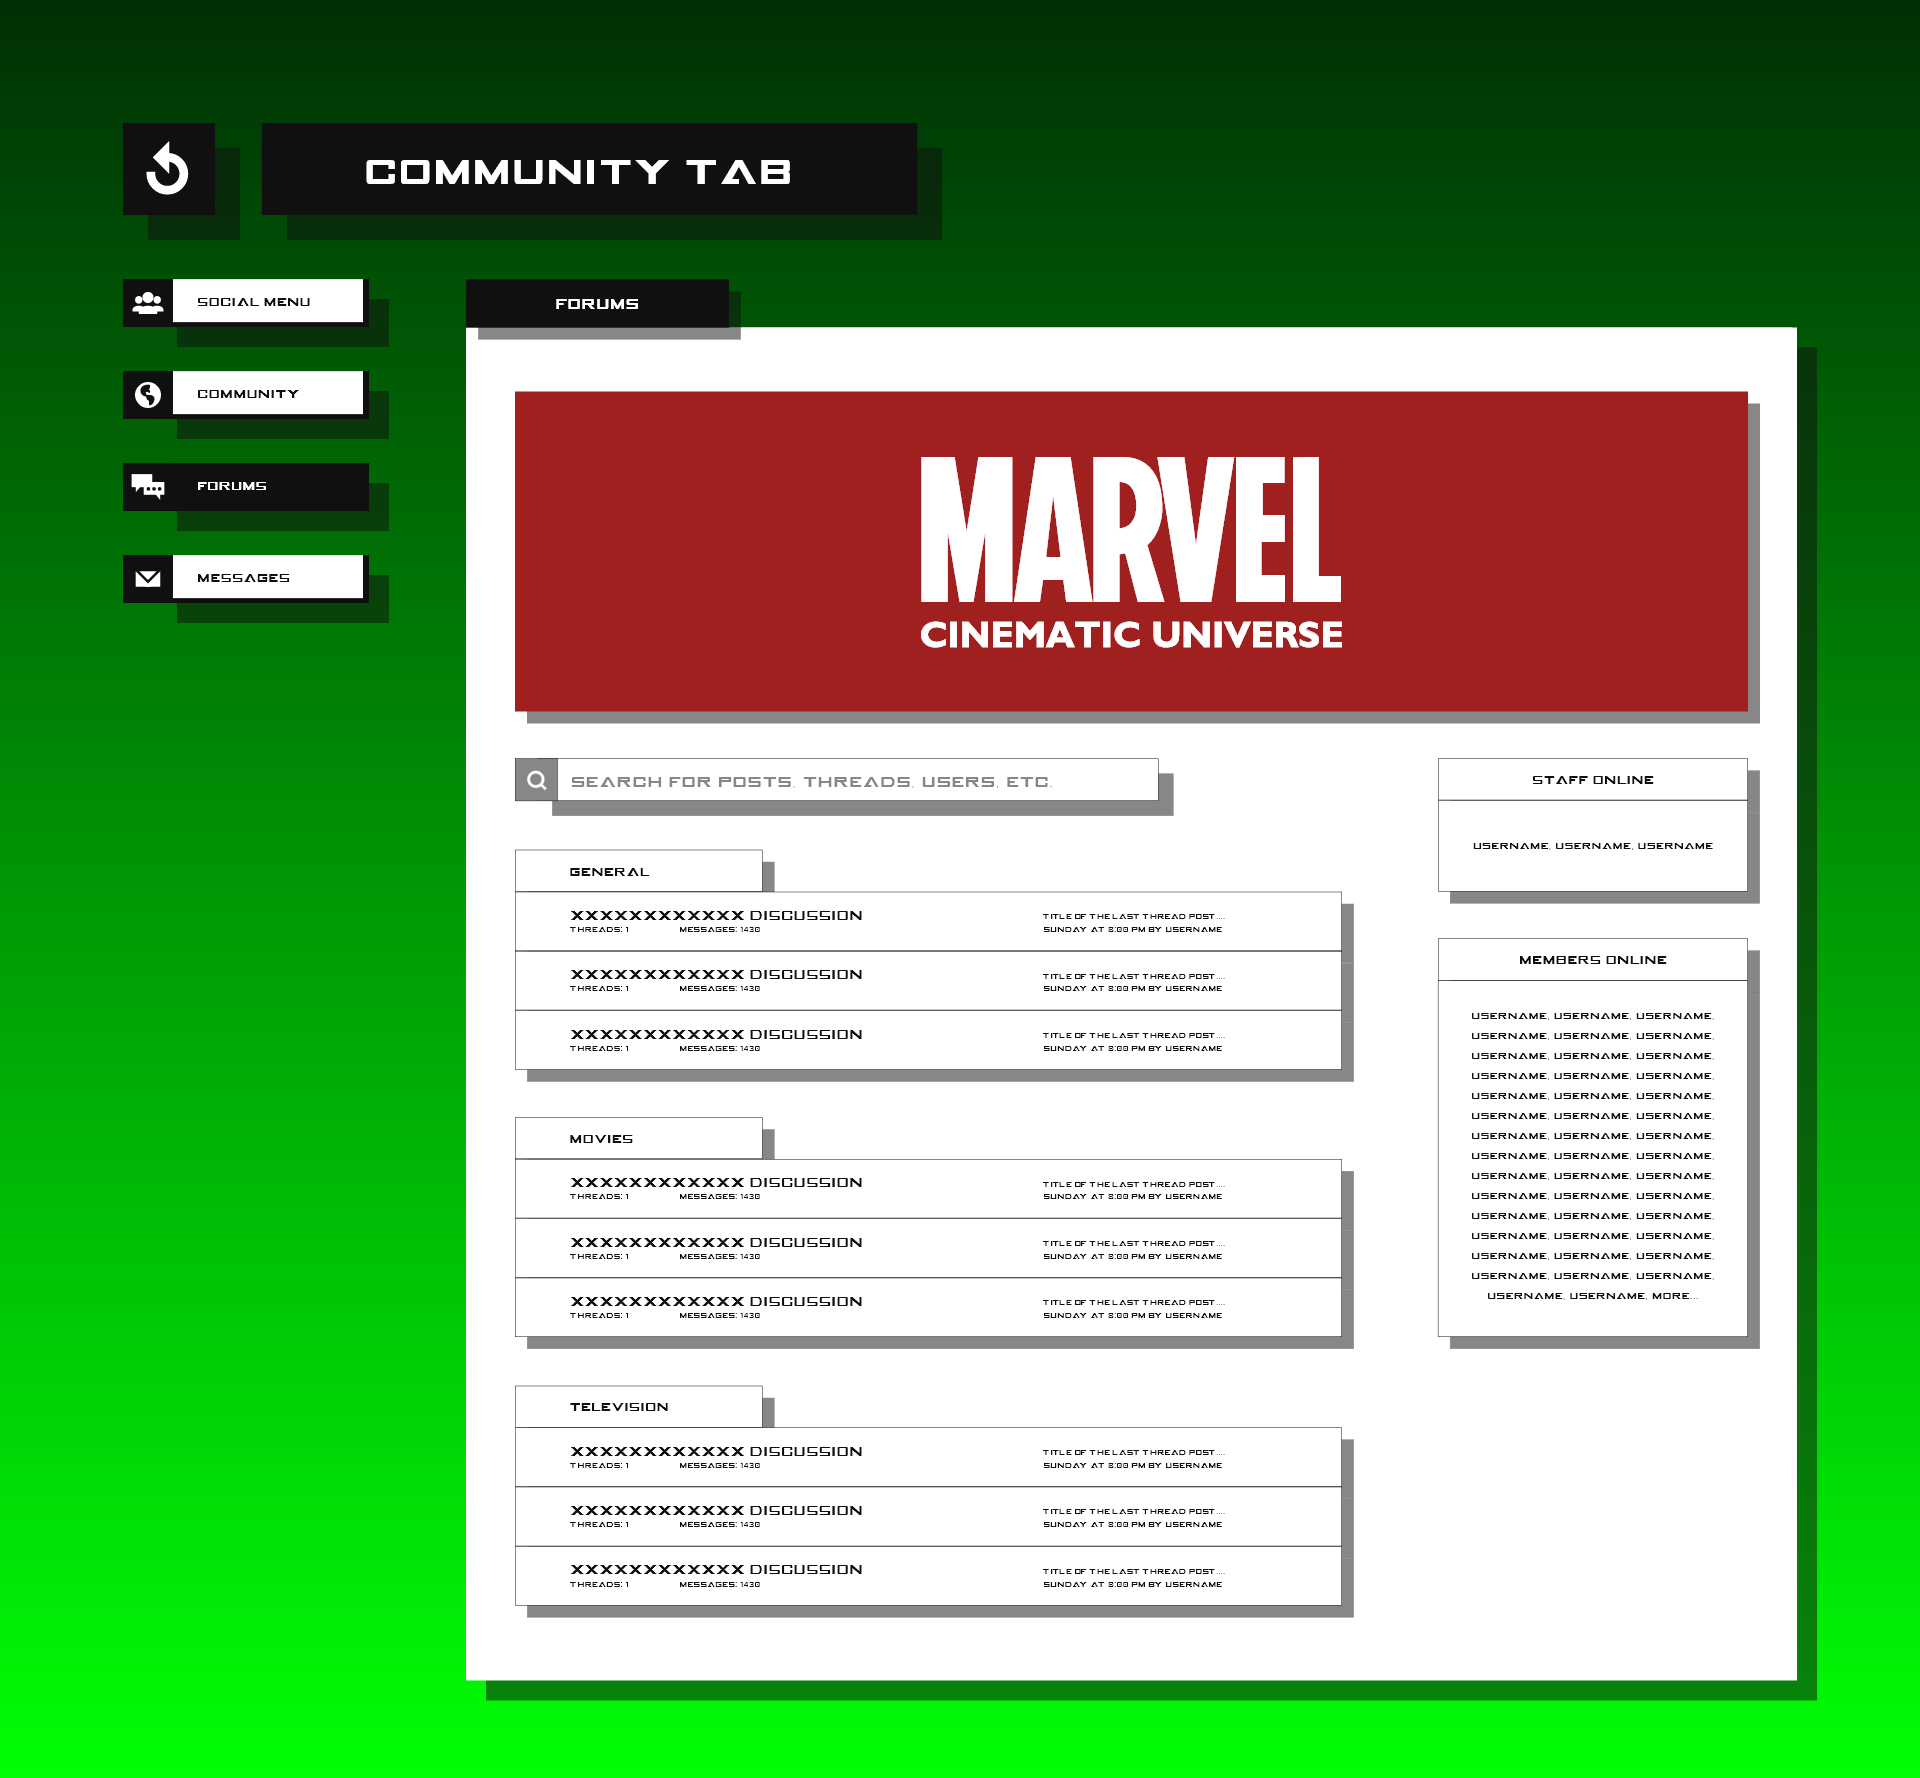 COMMUNITY TAB
SOCIAL MENU
COMMUNITY
FORUMS
MESSAGES
FORUMS
MARVEL
CINEMATIC UNIVERSE
SEARCH FOR POSTS, THREADS, USERS, ETC.
GENERAL
XXXXXXXXXXXX DISCUSSION
THREADS: 1 MESSAGES: 1430
TITLE OF THE LAST THREAD POST....
SUNDAY AT 8:00 PM BY USERNAME
XXXXXXXXXXXX DISCUSSION
THREADS: 1 MESSAGES: 1430
TITLE OF THE LAST THREAD POST....
SUNDAY AT 8:00 PM BY USERNAME
XXXXXXXXXXXX DISCUSSION
THREADS: 1 MESSAGES: 1430
TITLE OF THE LAST THREAD POST....
SUNDAY AT 8:00 PM BY USERNAME
MOVIES
XXXXXXXXXXXX DISCUSSION
THREADS: 1 MESSAGES: 1430
TITLE OF THE LAST THREAD POST....
SUNDAY AT 8:00 PM BY USERNAME
XXXXXXXXXXXX DISCUSSION
THREADS: 1 MESSAGES: 1430
TITLE OF THE LAST THREAD POST....
SUNDAY AT 8:00 PM BY USERNAME
XXXXXXXXXXXX DISCUSSION
THREADS: 1 MESSAGES: 1430
TITLE OF THE LAST THREAD POST....
SUNDAY AT 8:00 PM BY USERNAME
TELEVISION
XXXXXXXXXXXX DISCUSSION
THREADS: 1 MESSAGES: 1430
TITLE OF THE LAST THREAD POST....
SUNDAY AT 8:00 PM BY USERNAME
XXXXXXXXXXXX DISCUSSION
THREADS: 1 MESSAGES: 1430
TITLE OF THE LAST THREAD POST....
SUNDAY AT 8:00 PM BY USERNAME
XXXXXXXXXXXX DISCUSSION
THREADS: 1 MESSAGES: 1430
TITLE OF THE LAST THREAD POST....
SUNDAY AT 8:00 PM BY USERNAME
STAFF ONLINE
USERNAME, USERNAME, USERNAME
MEMBERS ONLINE
USERNAME, USERNAME, USERNAME,
USERNAME, USERNAME, USERNAME,
USERNAME, USERNAME, USERNAME,
USERNAME, USERNAME, USERNAME,
USERNAME, USERNAME, USERNAME,
USERNAME, USERNAME, USERNAME,
USERNAME, USERNAME, USERNAME,
USERNAME, USERNAME, USERNAME,
USERNAME, USERNAME, USERNAME,
USERNAME, USERNAME, USERNAME,
USERNAME, USERNAME, USERNAME,
USERNAME, USERNAME, USERNAME,
USERNAME, USERNAME, USERNAME,
USERNAME, USERNAME, USERNAME,
USERNAME, USERNAME, MORE...